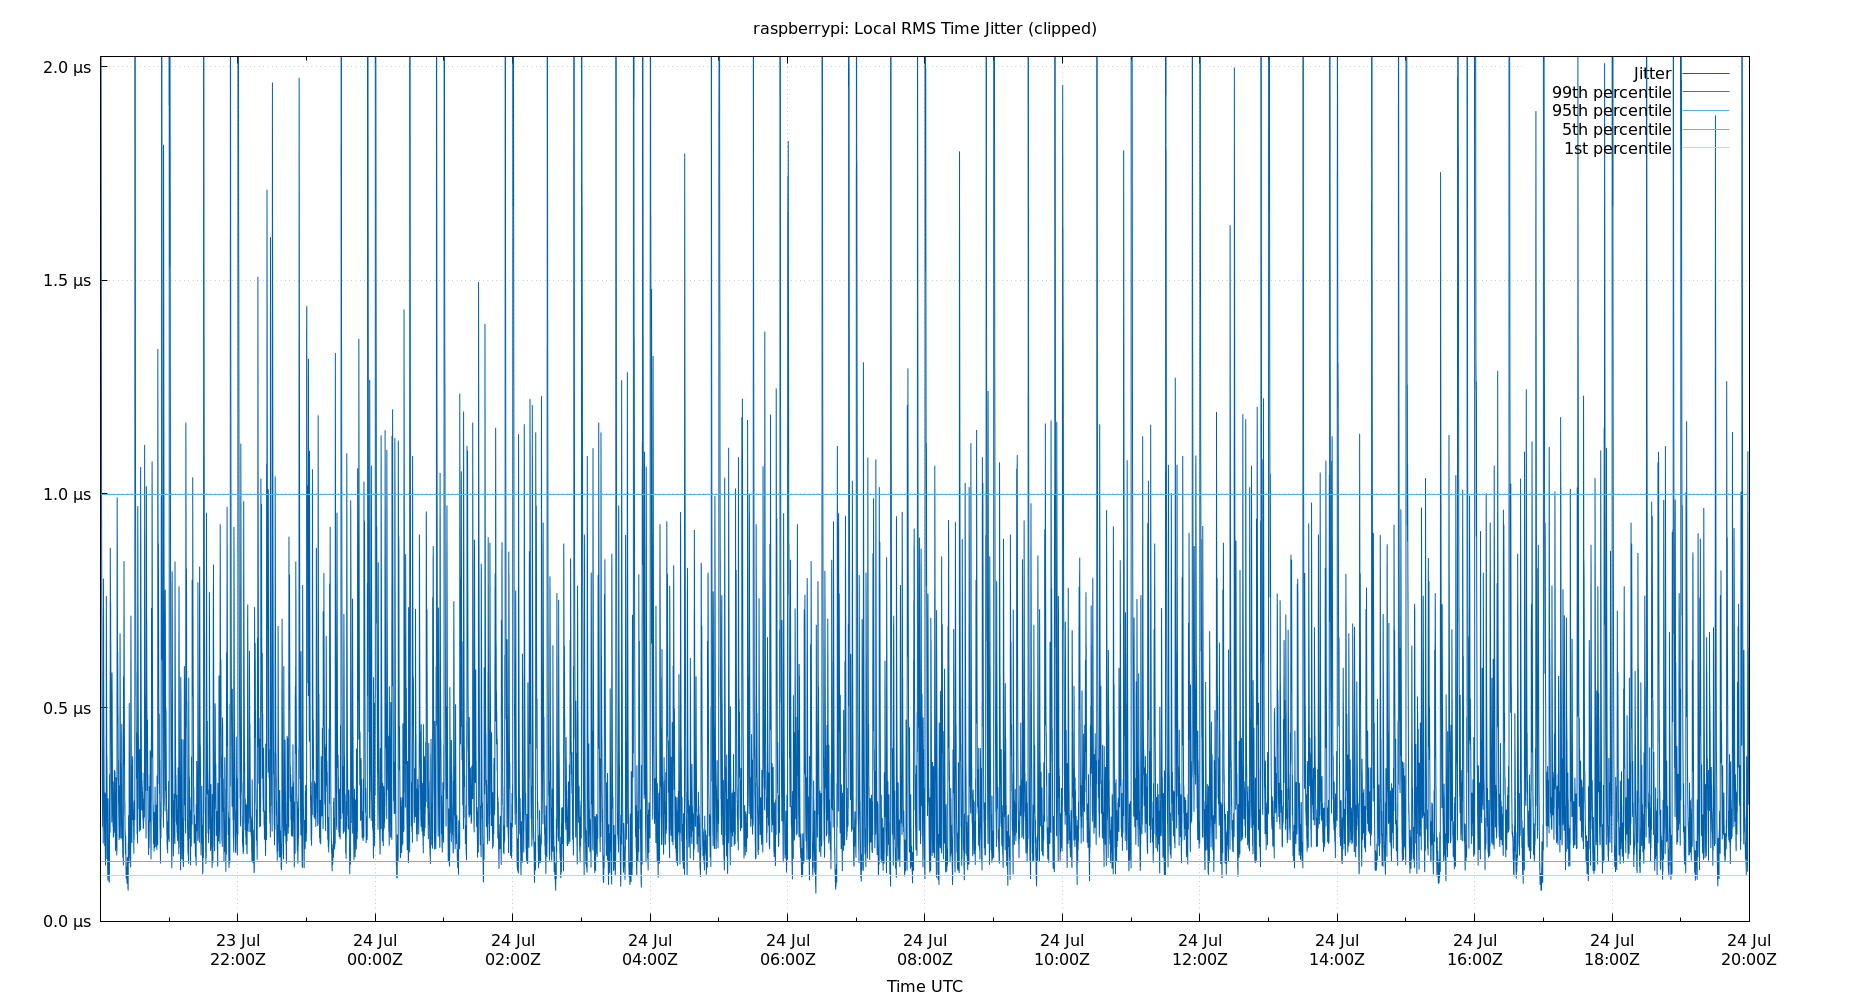 raspberrypi: Local RMS Time Jitter (clipped)
2.0 μs
1.5 μs
1.0 μs
0.5 μs
0.0 μs
Jitter
99th percentile
95th percentile
5th percentile
1st percentile
23 Jul 24 Jul 24 Jul 24 Jul 24 Jul 24 Jul 24 Jul 24 Jul 24 Jul 24 Jul 24 Jul 24 Jul
22:00Z 00:00Z 02:00Z 04:00Z 06:00Z 08:00Z 10:00Z 12:00Z 14:00Z 16:00Z 18:00Z 20:00Z
Time UTC